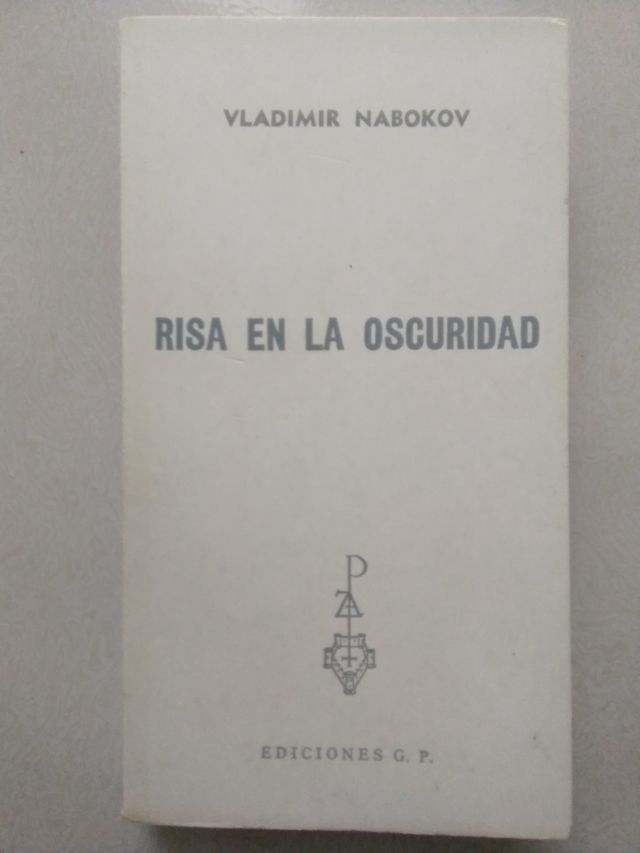 VLADIMIR NABOKOV
RISA EN LA OSCURIDAD
P
A
EDICIONES G. P.